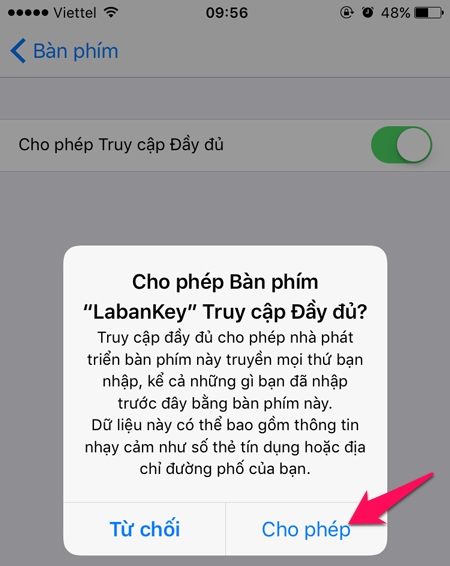 Viettel 09:56 48%
Bàn phím
Cho phép Truy cập Đầy đủ
Cho phép Bàn phím
“LabanKey” Truy cập Đầy đủ?
Truy cập đầy đủ cho phép nhà phát
triển bàn phím này truyền mọi thứ bạn
nhập, kể cả những gì bạn đã nhập
trước đây bằng bàn phím này.
Dữ liệu này có thể bao gồm thông tin
nhạy cảm như số thẻ tín dụng hoặc địa
chỉ đường phố của bạn.
Từ chối Cho phép